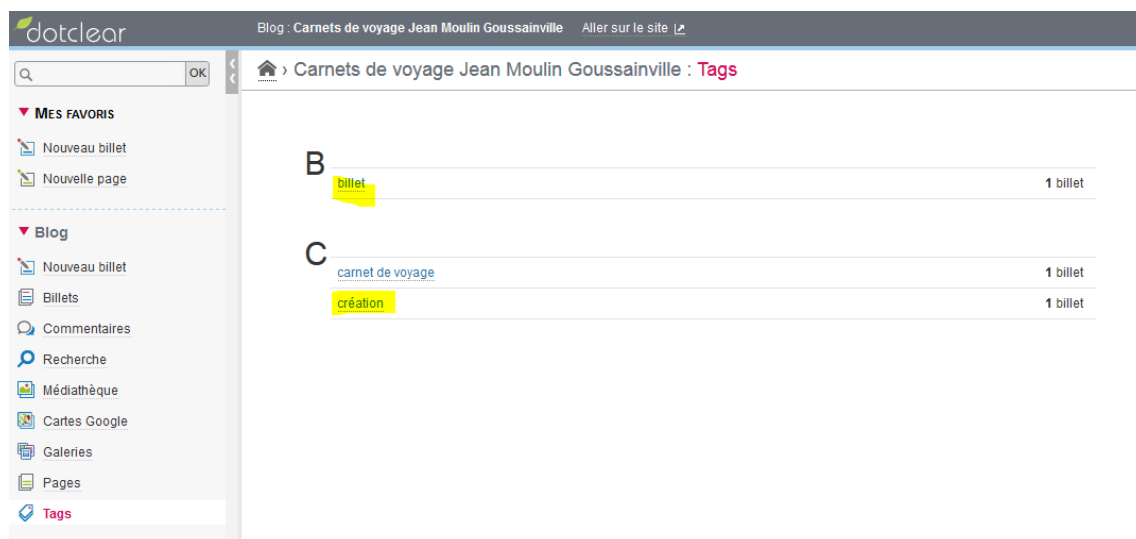 dotclear
Blog : Carnets de voyage Jean Moulin Goussainville Aller sur le site
OK
› Carnets de voyage Jean Moulin Goussainville : Tags
MES FAVORIS
Nouveau billet
Nouvelle page
Blog
Nouveau billet
Billets
Commentaires
Recherche
Médiathèque
Cartes Google
Galeries
Pages
Tags
B
billet 1 billet
C
carnet de voyage 1 billet
création 1 billet